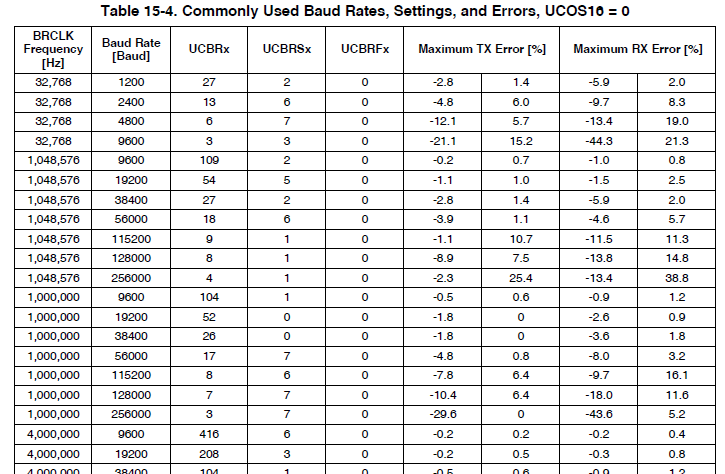 Table 15-4. Commonly Used Baud Rates, Settings, and Errors, UCOS16 = 0
BRCLK Frequency [Hz] Baud Rate [Baud] UCBRx UCBRSx UCBRFx Maximum TX Error [%] Maximum RX Error [%]
32,768 1200 27 2 0 -2.8 1.4 -5.9 2.0
32,768 2400 13 6 0 -4.8 6.0 -9.7 8.3
32,768 4800 6 7 0 -12.1 5.7 -13.4 19.0
32,768 9600 3 3 0 -21.1 15.2 -44.3 21.3
1,048,576 9600 109 2 0 -0.2 0.7 -1.0 0.8
1,048,576 19200 54 5 0 -1.1 1.0 -1.5 2.5
1,048,576 38400 27 2 0 -2.8 1.4 -5.9 2.0
1,048,576 56000 18 6 0 -3.9 1.1 -4.6 5.7
1,048,576 115200 9 1 0 -1.1 10.7 -11.5 11.3
1,048,576 128000 8 1 0 -8.9 7.5 -13.8 14.8
1,048,576 256000 4 1 0 -2.3 25.4 -13.4 38.8
1,000,000 9600 104 1 0 -0.5 0.6 -0.9 1.2
1,000,000 19200 52 0 0 -1.8 0 -2.6 0.9
1,000,000 38400 26 0 0 -1.8 0 -3.6 1.8
1,000,000 56000 17 7 0 -4.8 0.8 -8.0 3.2
1,000,000 115200 8 6 0 -7.8 6.4 -9.7 16.1
1,000,000 128000 7 7 0 -10.4 6.4 -18.0 11.6
1,000,000 256000 3 7 0 -29.6 0 -43.6 5.2
4,000,000 9600 416 6 0 -0.2 0.2 -0.2 0.4
4,000,000 19200 208 3 0 -0.2 0.5 -0.3 0.8
4,000,000 38400 104 1 0 -0.5 0.6 -0.9 1.2